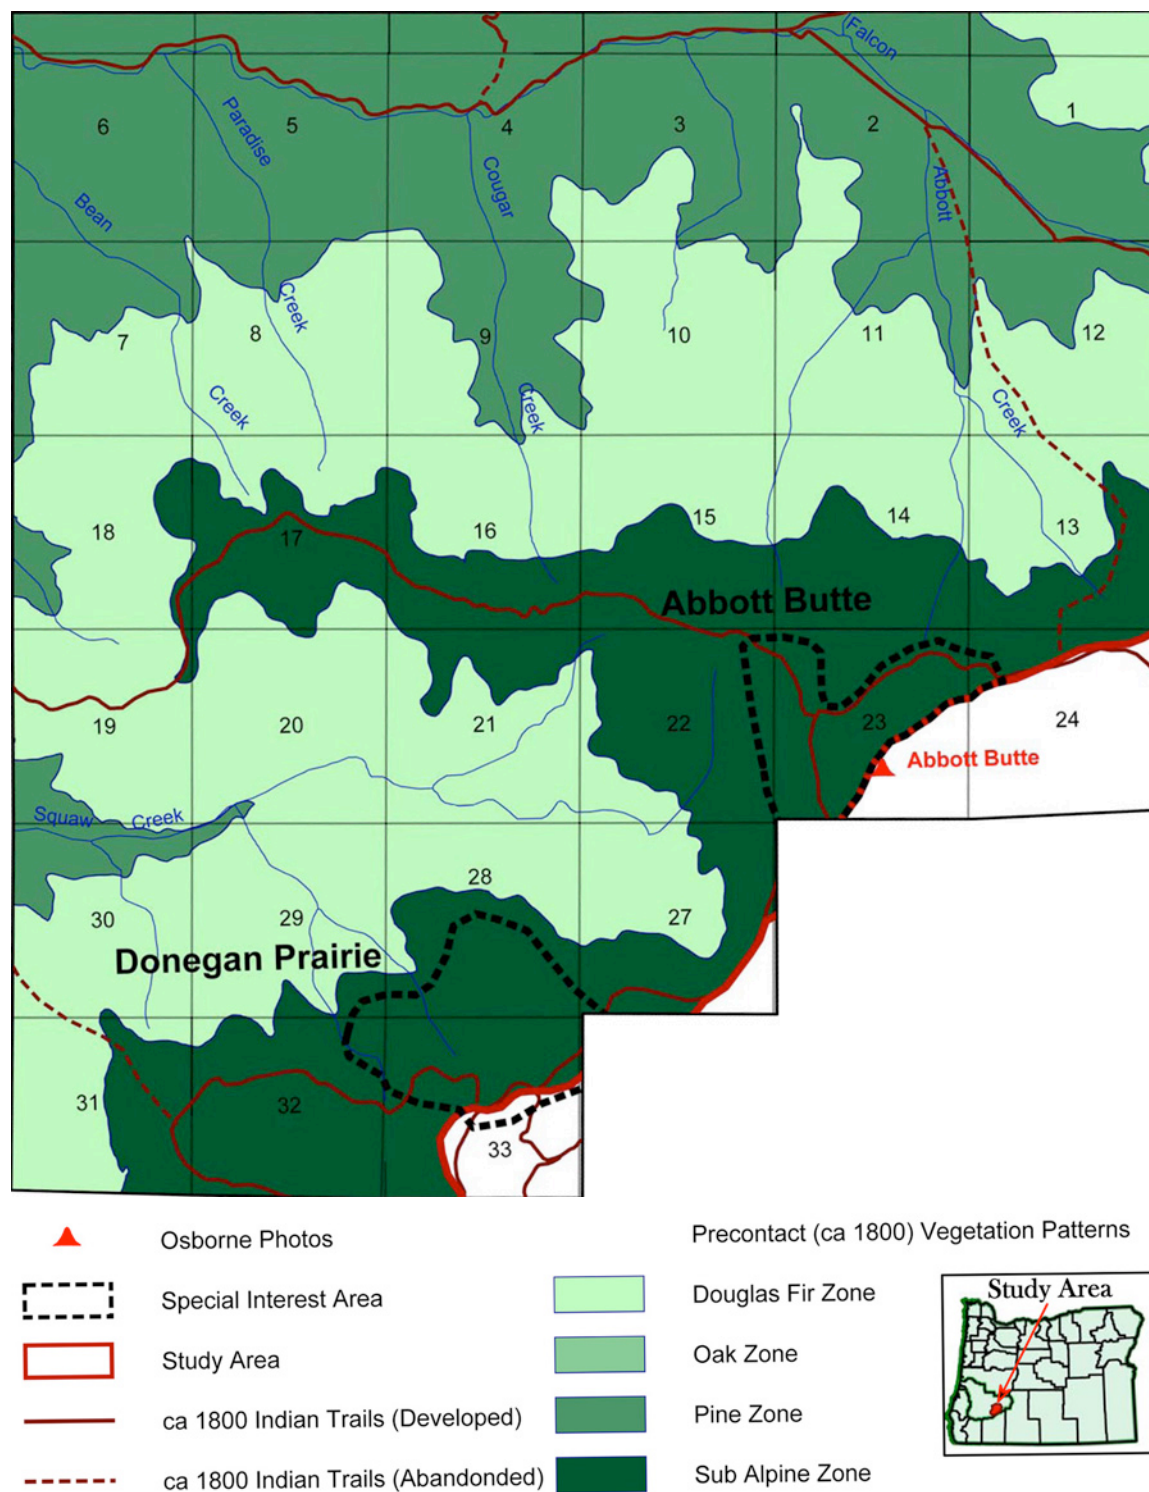 Falcon
1
2
3
4
5
6
Paradise
Cougar
Abbott
Bean
Creek
7
8
9
10
11
12
Creek
Creek
Creek
18
17
16
15
14
13
Abbott Butte
19
20
21
22
23
24
Abbott Butte
Squaw Creek
30
29
28
27
Donegan Prairie
31
32
33
Osborne Photos
Special Interest Area
Study Area
ca 1800 Indian Trails (Developed)
ca 1800 Indian Trails (Abandonded)
Precontact (ca 1800) Vegetation Patterns
Douglas Fir Zone
Oak Zone
Pine Zone
Sub Alpine Zone
Study Area